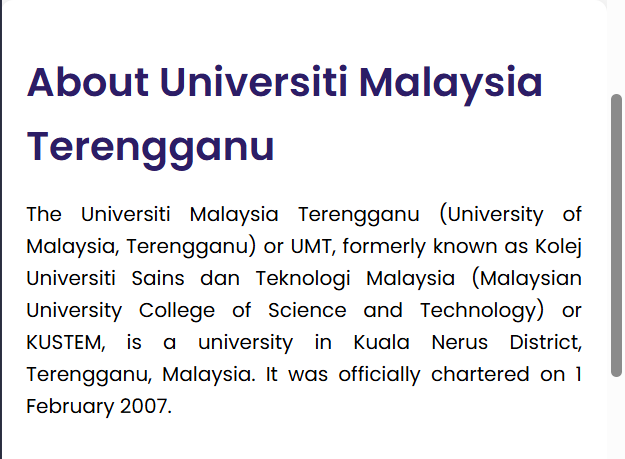 About Universiti Malaysia
Terengganu
The Universiti Malaysia Terengganu (University of
Malaysia, Terengganu) or UMT, formerly known as Kolej
Universiti Sains dan Teknologi Malaysia (Malaysian
University College of Science and Technology) or
KUSTEM, is a university in Kuala Nerus District,
Terengganu, Malaysia. It was officially chartered on 1
February 2007.